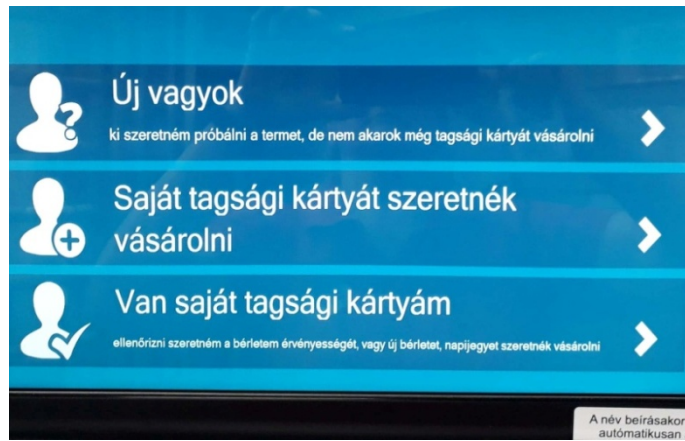 Új vagyok
ki szeretném próbálni a termet, de nem akarok még tagsági kártyát vásárolni
Saját tagsági kártyát szeretnék
vásárolni
Van saját tagsági kártyám
ellenőrizni szeretném a bérletem érvényességét, vagy új bérletet, napijegyet szeretnék vásárolni
A név beírásakor
autómatikusan